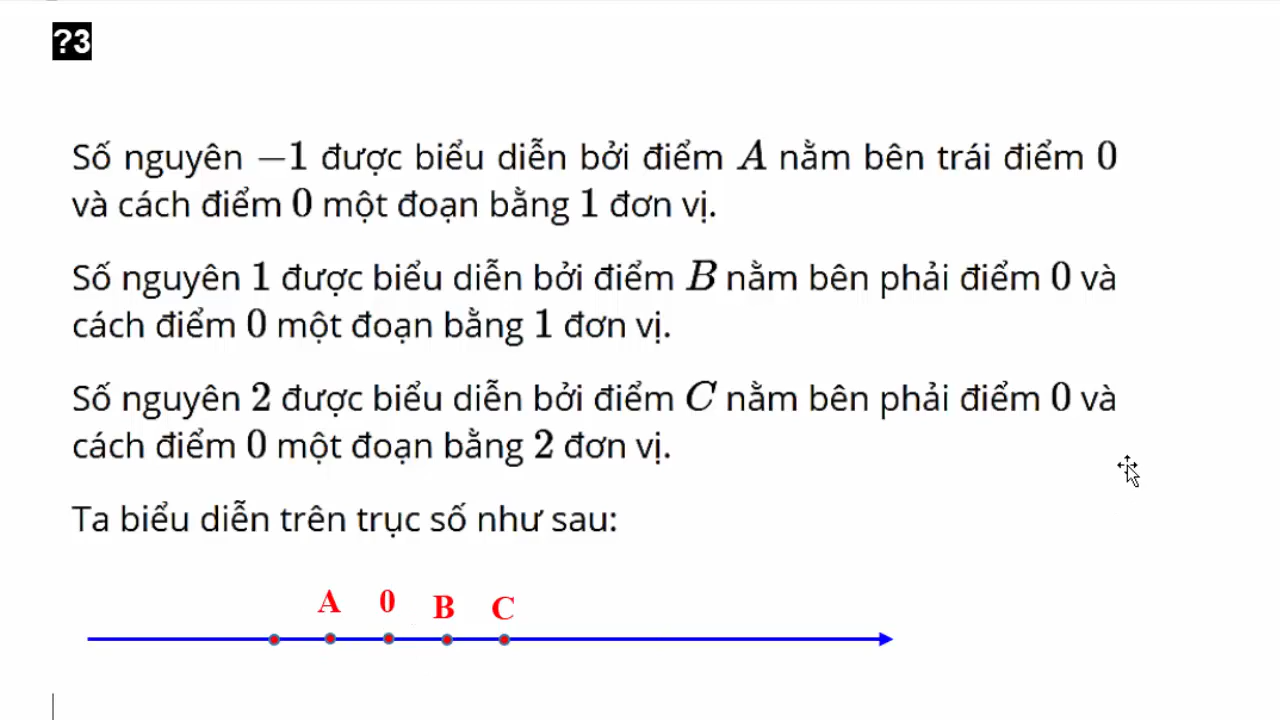 ?3
Số nguyên −1 được biểu diễn bởi điểm A nằm bên trái điểm 0
và cách điểm 0 một đoạn bằng 1 đơn vị.
Số nguyên 1 được biểu diễn bởi điểm B nằm bên phải điểm 0 và
cách điểm 0 một đoạn bằng 1 đơn vị.
Số nguyên 2 được biểu diễn bởi điểm C nằm bên phải điểm 0 và
cách điểm 0 một đoạn bằng 2 đơn vị.
Ta biểu diễn trên trục số như sau:
A 0 B C